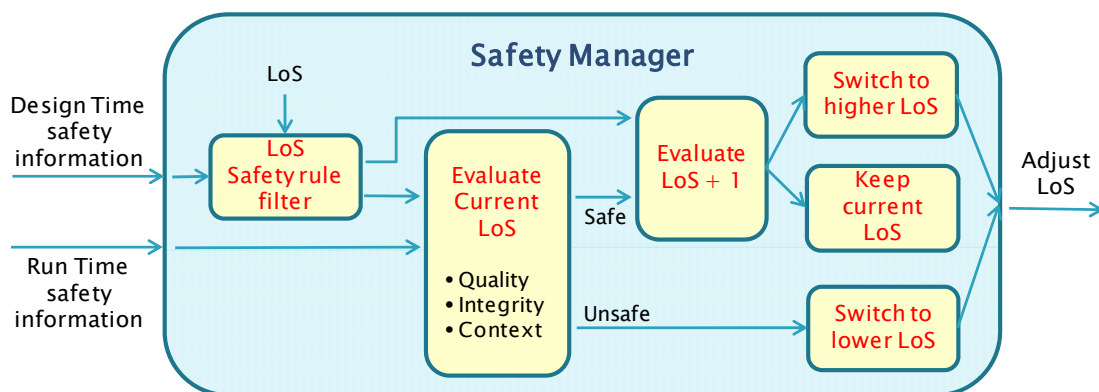 Safety Manager
Design Time
safety
information
Run Time
safety
information
LoS
LoS
Safety rule
filter
Evaluate
Current
LoS
• Quality
• Integrity
• Context
Safe
Unsafe
Evaluate
LoS + 1
Switch to
higher LoS
Keep
current
LoS
Switch to
lower LoS
Adjust
LoS